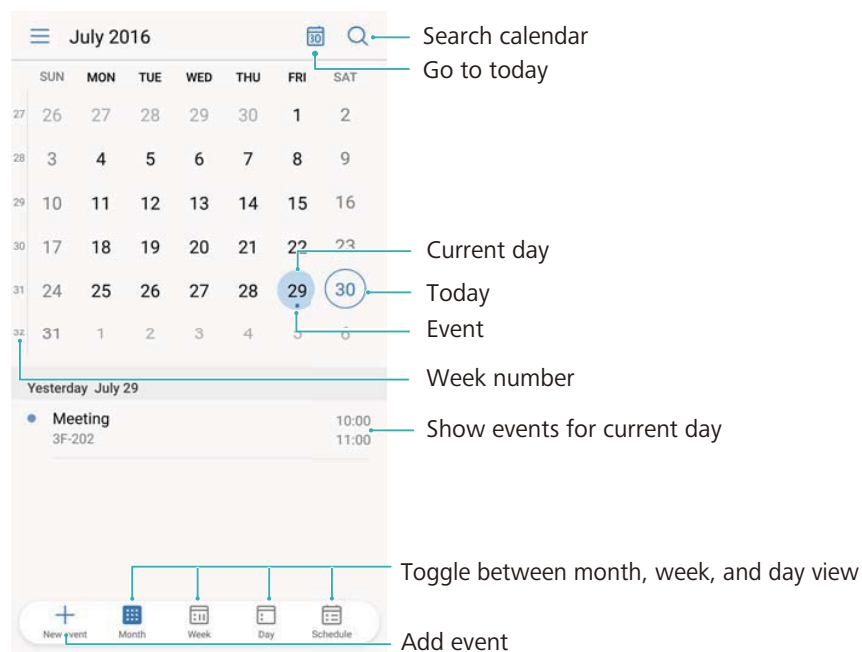 July 2016 30 Search calendar
Go to today
SUN MON TUE WED THU FRI SAT
27 26 27 28 29 30 1 2
28 3 4 5 6 7 8 9
29 10 11 12 13 14 15 16
30 17 18 19 20 21 22 23
Current day
31 24 25 26 27 28 29 30 Today
Event
32 31 1 2 3 4 5 6
Week number
Yesterday July 29
Meeting 10:00
3F-202 11:00
Show events for current day
Toggle between month, week, and day view
New event Month Week Day Schedule
Add event